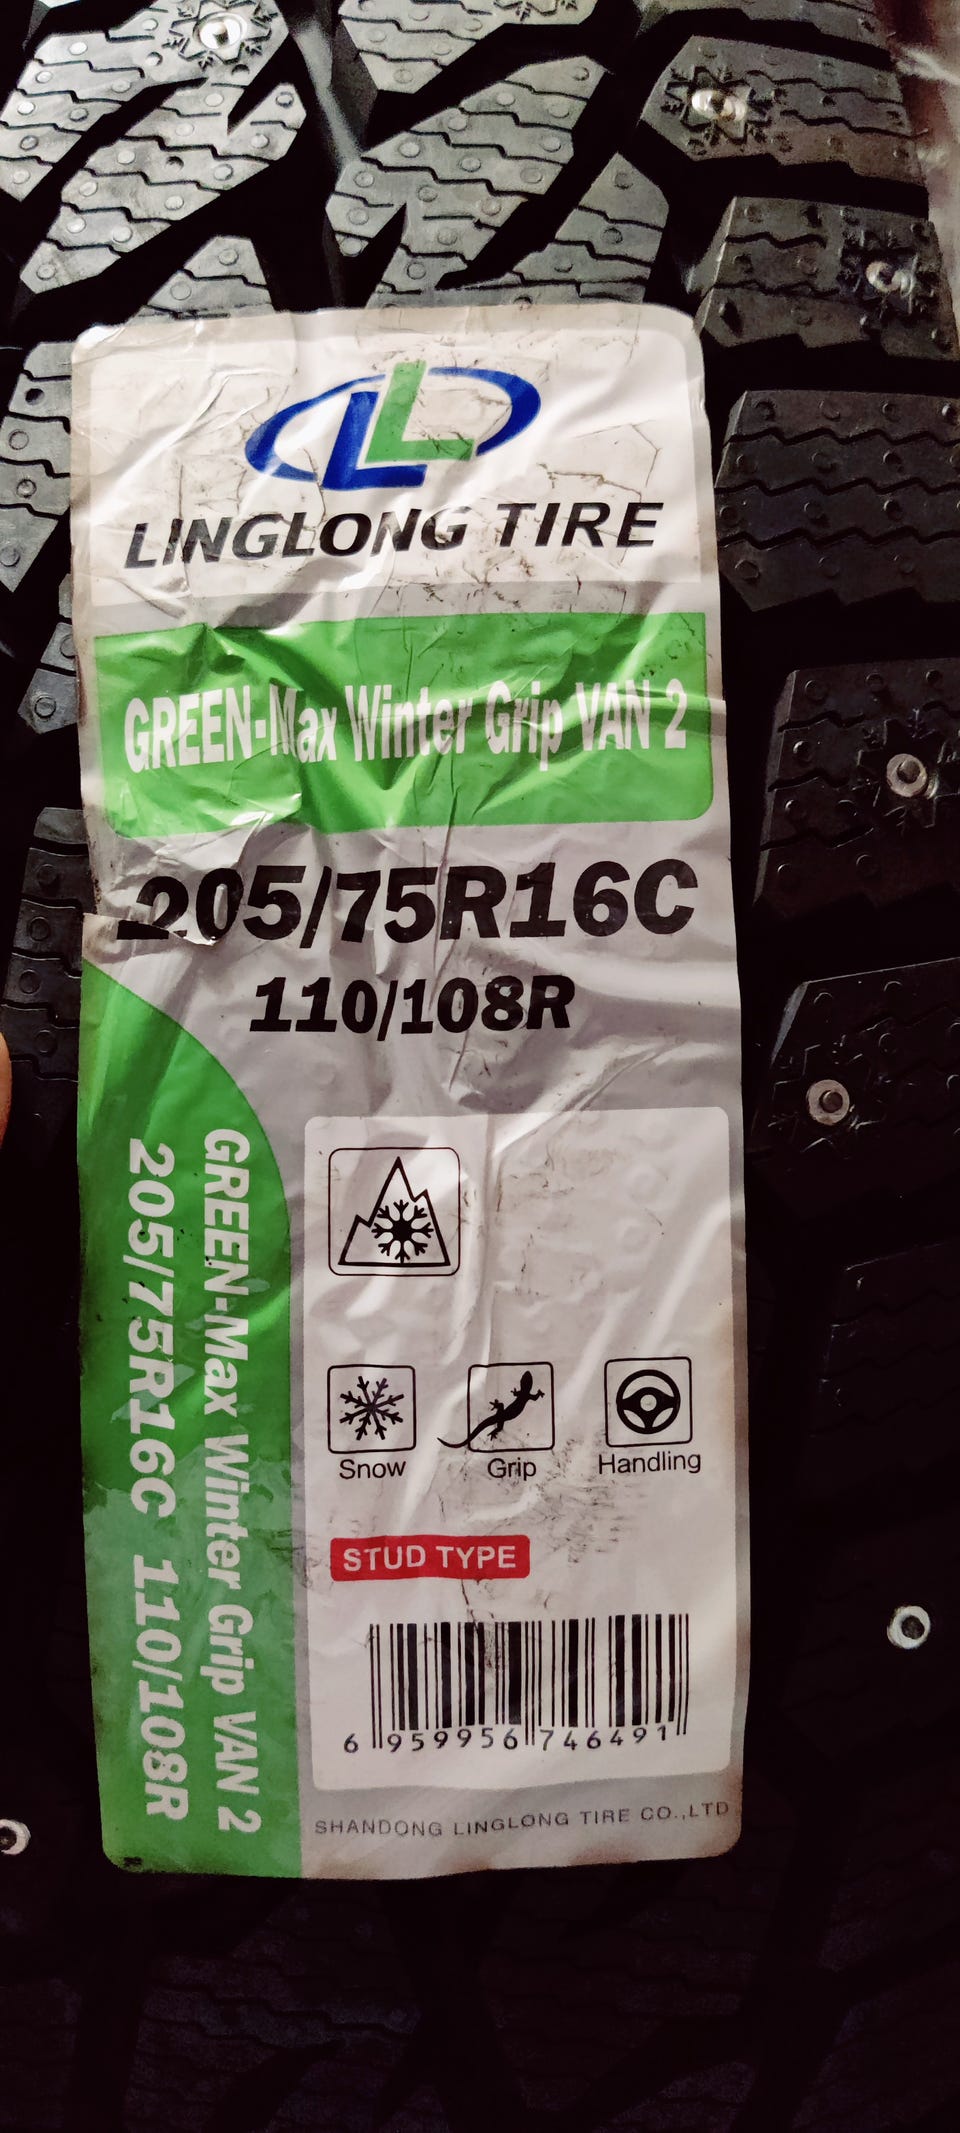 LINGLONG TIRE
GREEN-Max Winter Grip VAN 2
205/75R16C
110/108R
GREEN-Max Winter Grip VAN 2
205/75R16C 110/108R
Snow
Grip
Handling
STUD TYPE
6 959956 746491
SHANDONG LINGLONG TIRE CO.,LTD